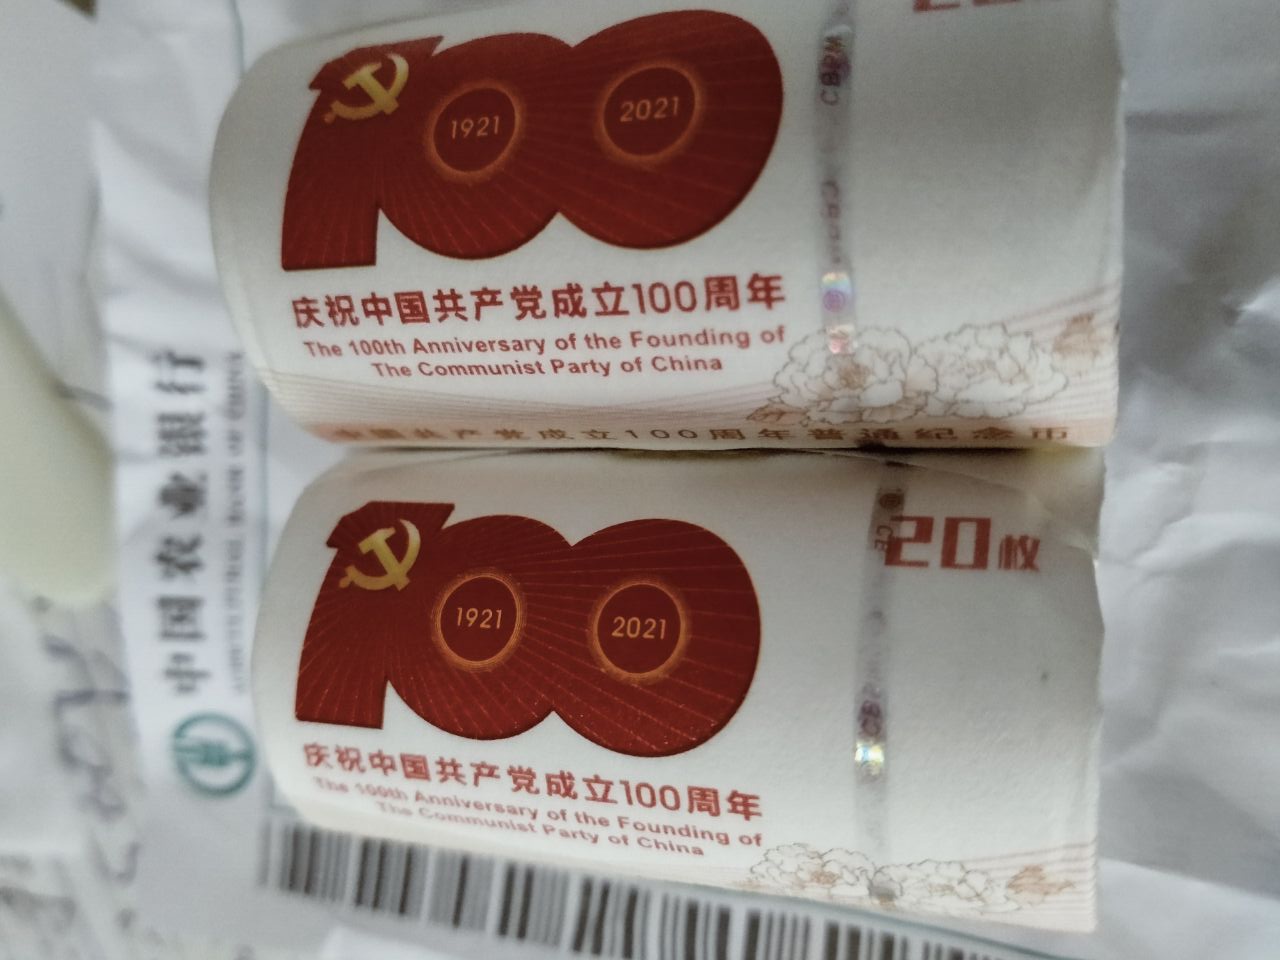 1921
2021
庆祝中国共产党成立100周年
The 100th Anniversary of the Founding of
The Communist Party of China
中国共产党成立100周年普通纪念币
20枚
1921
2021
庆祝中国共产党成立100周年
The 100th Anniversary of the Founding of
The Communist Party of China
中国农业银行
AGRICULTURAL BANK OF CHINA